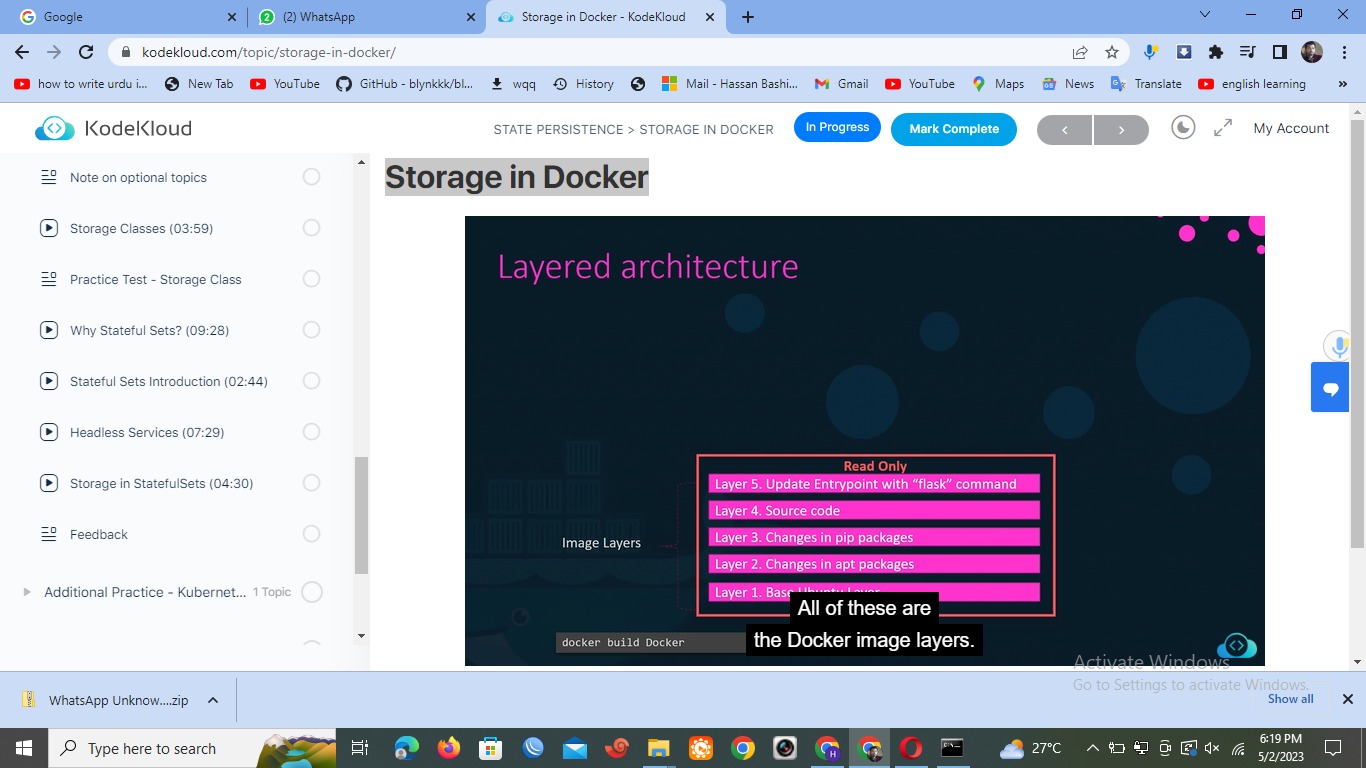 Google
(2) WhatsApp
Storage in Docker - KodeKloud
kodekloud.com/topic/storage-in-docker/
how to write urdu i...
New Tab
YouTube
GitHub - blynkkk/bl...
wqq
History
Mail - Hassan Bashi...
Gmail
YouTube
Maps
News
Translate
english learning
KodeKloud
STATE PERSISTENCE > STORAGE IN DOCKER
In Progress
Mark Complete
My Account
Note on optional topics
Storage Classes (03:59)
Practice Test - Storage Class
Why Stateful Sets? (09:28)
Stateful Sets Introduction (02:44)
Headless Services (07:29)
Storage in StatefulSets (04:30)
Feedback
Additional Practice - Kubernet... 1 Topic
Storage in Docker
Layered architecture
Read Only
Layer 5. Update Entrypoint with “flask” command
Layer 4. Source code
Layer 3. Changes in pip packages
Layer 2. Changes in apt packages
Layer 1. Base Ubuntu Layer
Image Layers
All of these are
the Docker image layers.
docker build Docker
Activate Windows
Go to Settings to activate Windows.
WhatsApp Unknow....zip
Show all
Type here to search
27°C
6:19 PM
5/2/2023